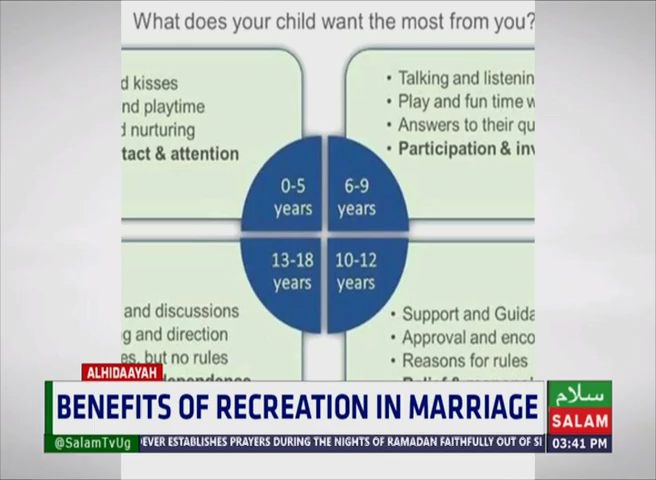 What does your child want the most from you?
d kisses
nd playtime
d nurturing
tact & attention
• Talking and listenin
• Play and fun time w
• Answers to their qu
• Participation & inv
0-5
years
6-9
years
13-18
years
10-12
years
and discussions
g and direction
es, but no rules
• Support and Guida
• Approval and enco
• Reasons for rules
ALHIDAAYAH
BENEFITS OF RECREATION IN MARRIAGE
سلام
SALAM
@SalamTvUg
EVER ESTABLISHES PRAYERS DURING THE NIGHTS OF RAMADAN FAITHFULLY OUT OF SI
03:41 PM